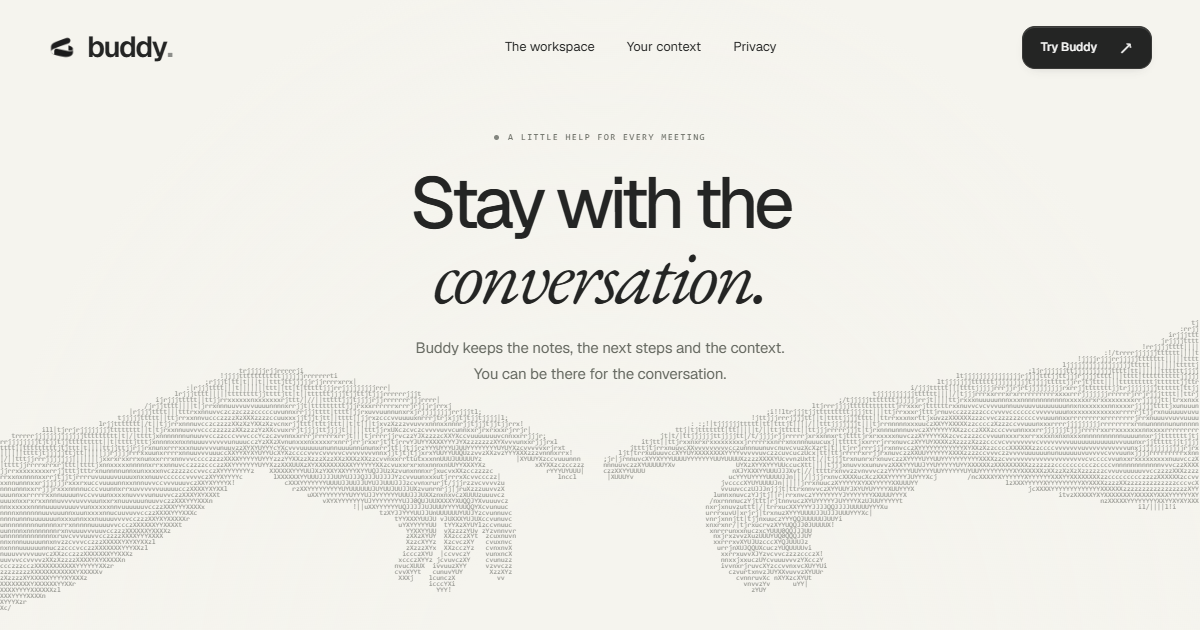 buddy.
The workspace
Your context
Privacy
Try Buddy ↗
A LITTLE HELP FOR EVERY MEETING
Stay with the
conversation.
Buddy keeps the notes, the next steps and the context.
You can be there for the conversation.